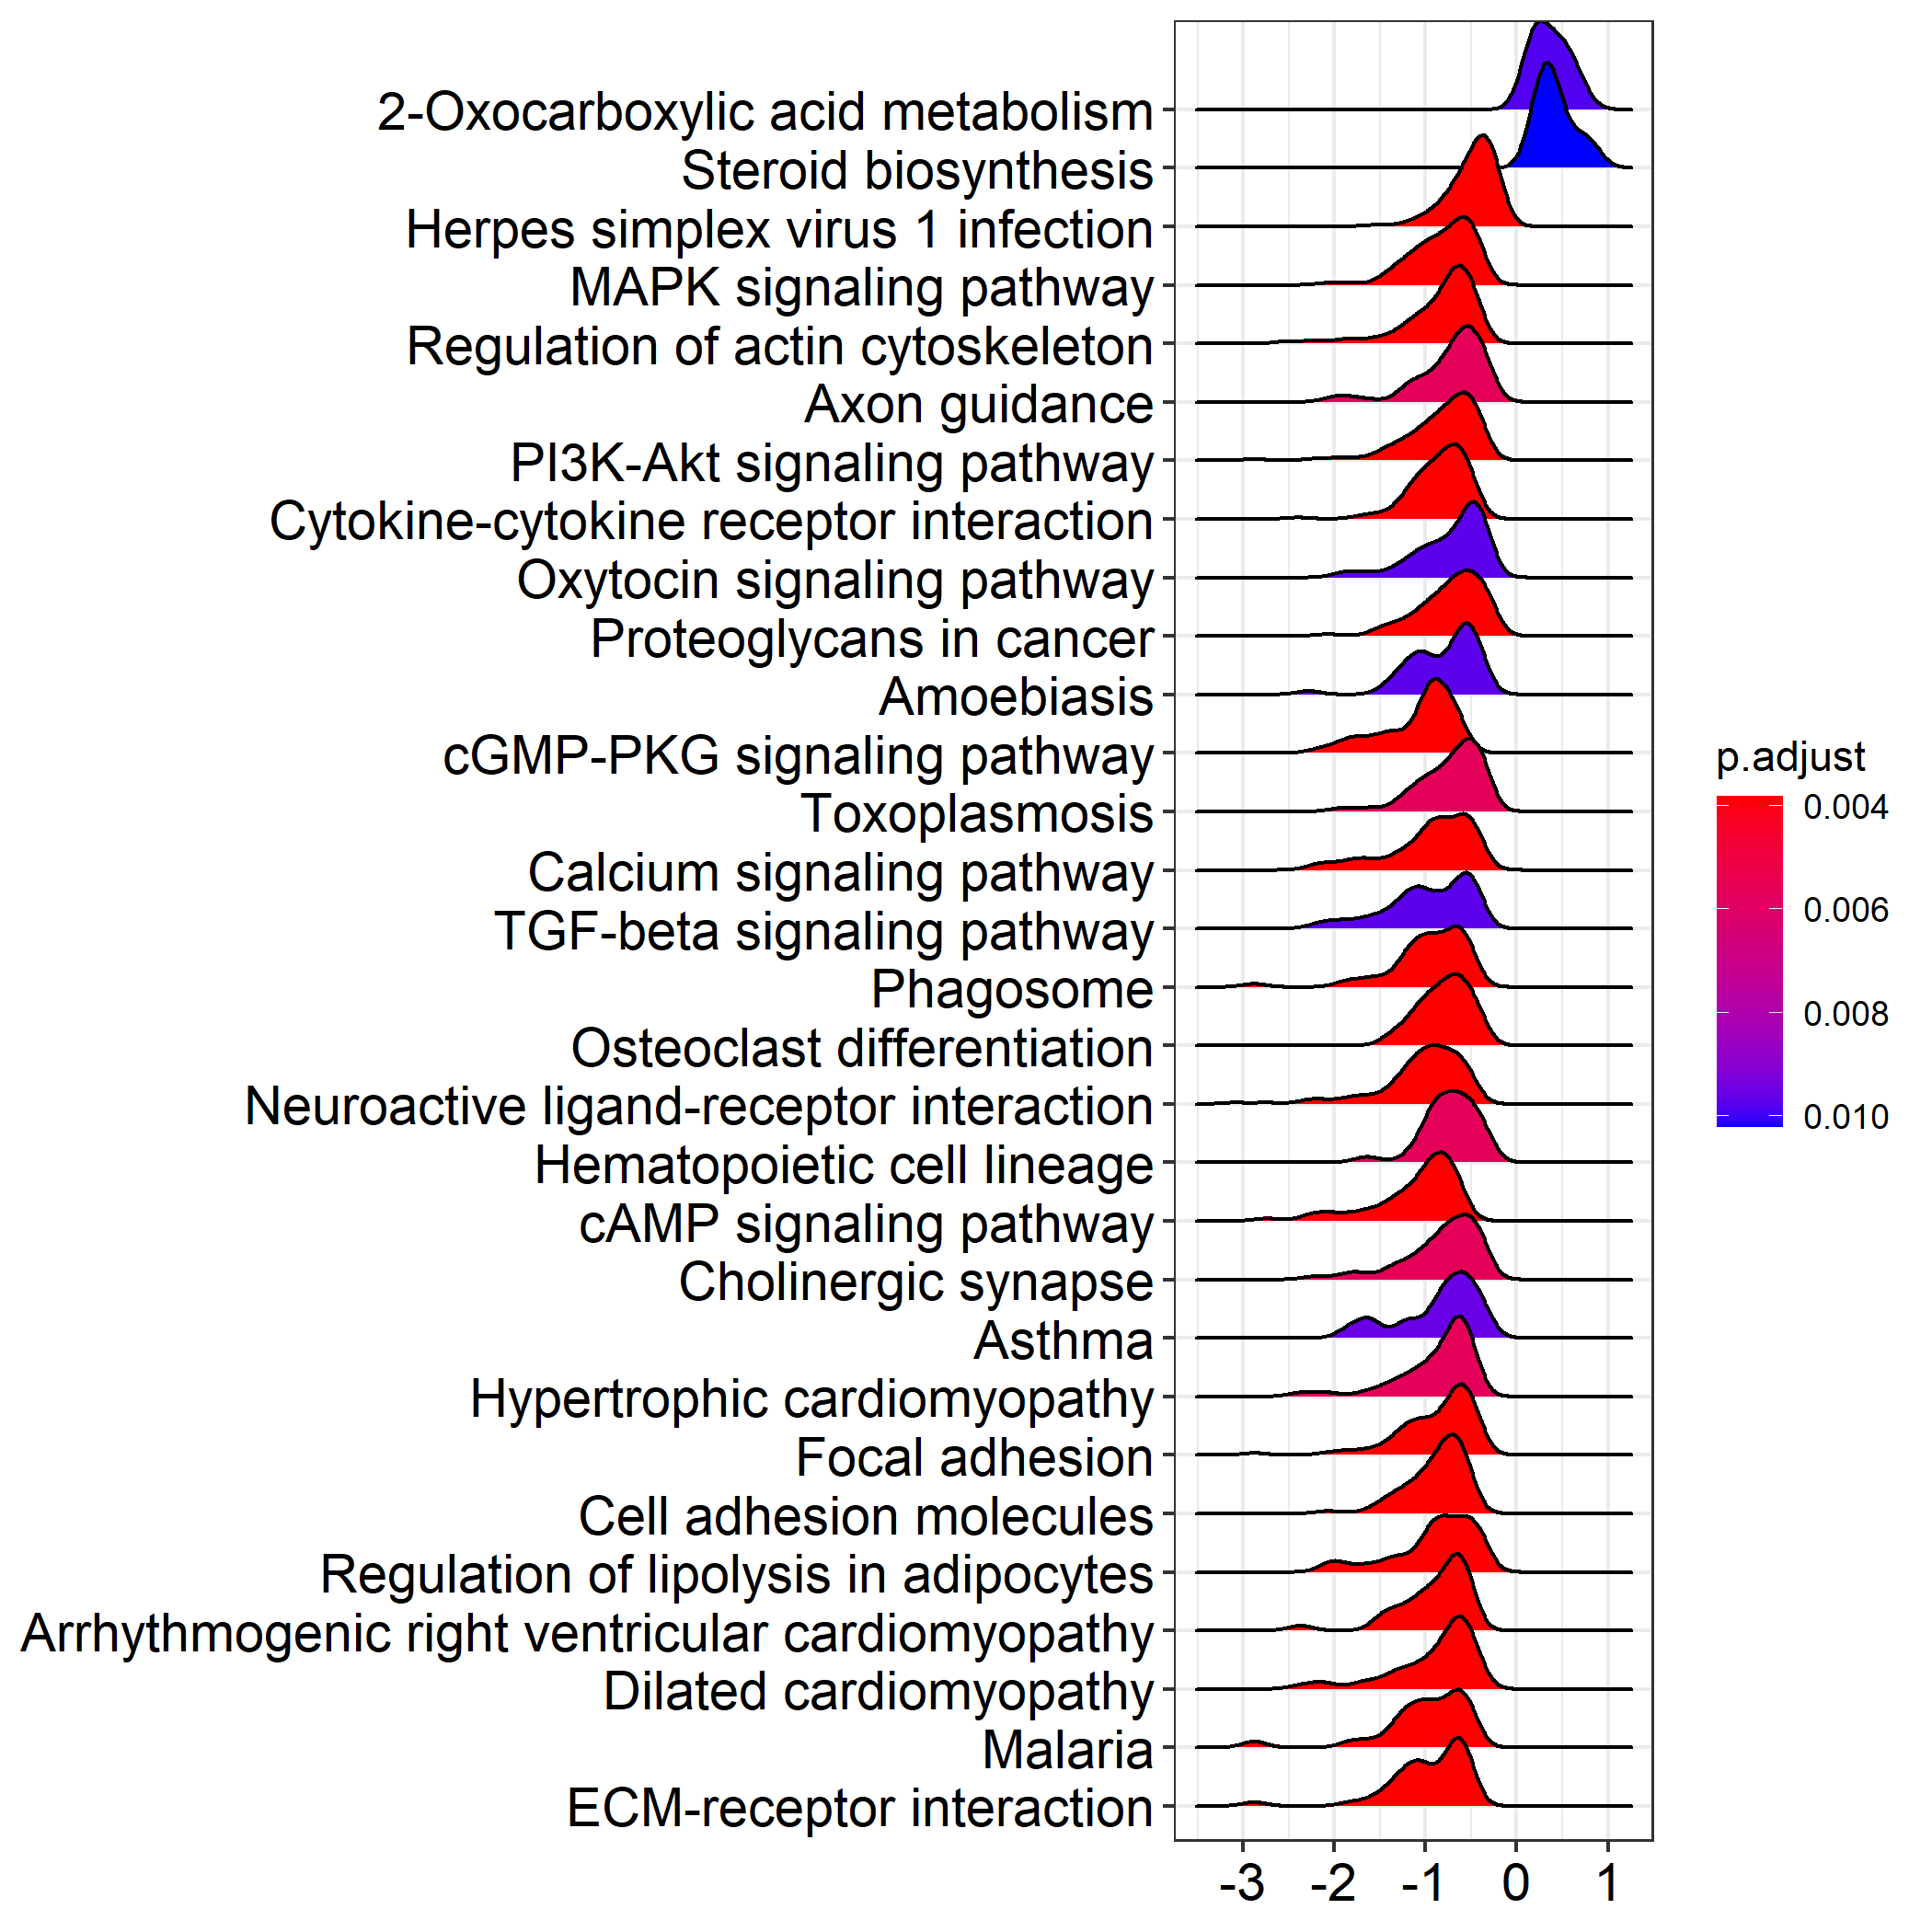 2-Oxocarboxylic acid metabolism
Steroid biosynthesis
Herpes simplex virus 1 infection
MAPK signaling pathway
Regulation of actin cytoskeleton
Axon guidance
PI3K-Akt signaling pathway
Cytokine-cytokine receptor interaction
Oxytocin signaling pathway
Proteoglycans in cancer
Amoebiasis
cGMP-PKG signaling pathway
Toxoplasmosis
Calcium signaling pathway
TGF-beta signaling pathway
Phagosome
Osteoclast differentiation
Neuroactive ligand-receptor interaction
Hematopoietic cell lineage
cAMP signaling pathway
Cholinergic synapse
Asthma
Hypertrophic cardiomyopathy
Focal adhesion
Cell adhesion molecules
Regulation of lipolysis in adipocytes
Arrhythmogenic right ventricular cardiomyopathy
Dilated cardiomyopathy
Malaria
ECM-receptor interaction
-3 -2 -1 0 1
p.adjust
0.004
0.006
0.008
0.010